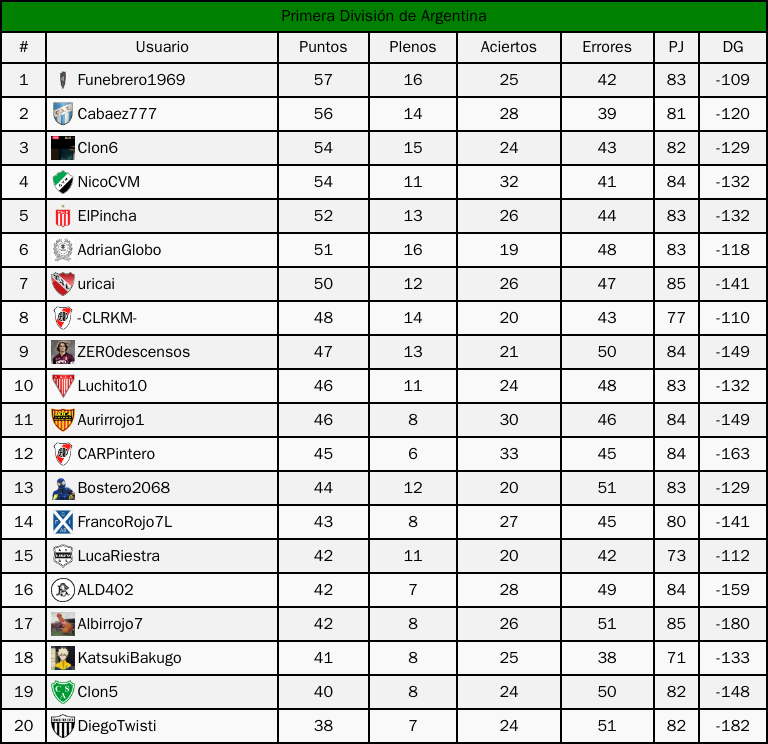 Primera División de Argentina
# Usuario Puntos Plenos Aciertos Errores PJ DG
1 Funebrero1969 57 16 25 42 83 -109
2 Cabaez777 56 14 28 39 81 -120
3 Clon6 54 15 24 43 82 -129
4 NicoCVM 54 11 32 41 84 -132
5 ElPincha 52 13 26 44 83 -132
6 AdrianGlobo 51 16 19 48 83 -118
7 uricai 50 12 26 47 85 -141
8 -CLRKM- 48 14 20 43 77 -110
9 ZER0descensos 47 13 21 50 84 -149
10 Luchito10 46 11 24 48 83 -132
11 Aurirrojo1 46 8 30 46 84 -149
12 CARPintero 45 6 33 45 84 -163
13 Bostero2068 44 12 20 51 83 -129
14 FrancoRojo7L 43 8 27 45 80 -141
15 LucaRiestra 42 11 20 42 73 -112
16 ALD402 42 7 28 49 84 -159
17 Albirrojo7 42 8 26 51 85 -180
18 KatsukiBakugo 41 8 25 38 71 -133
19 Clon5 40 8 24 50 82 -148
20 DiegoTwisti 38 7 24 51 82 -182